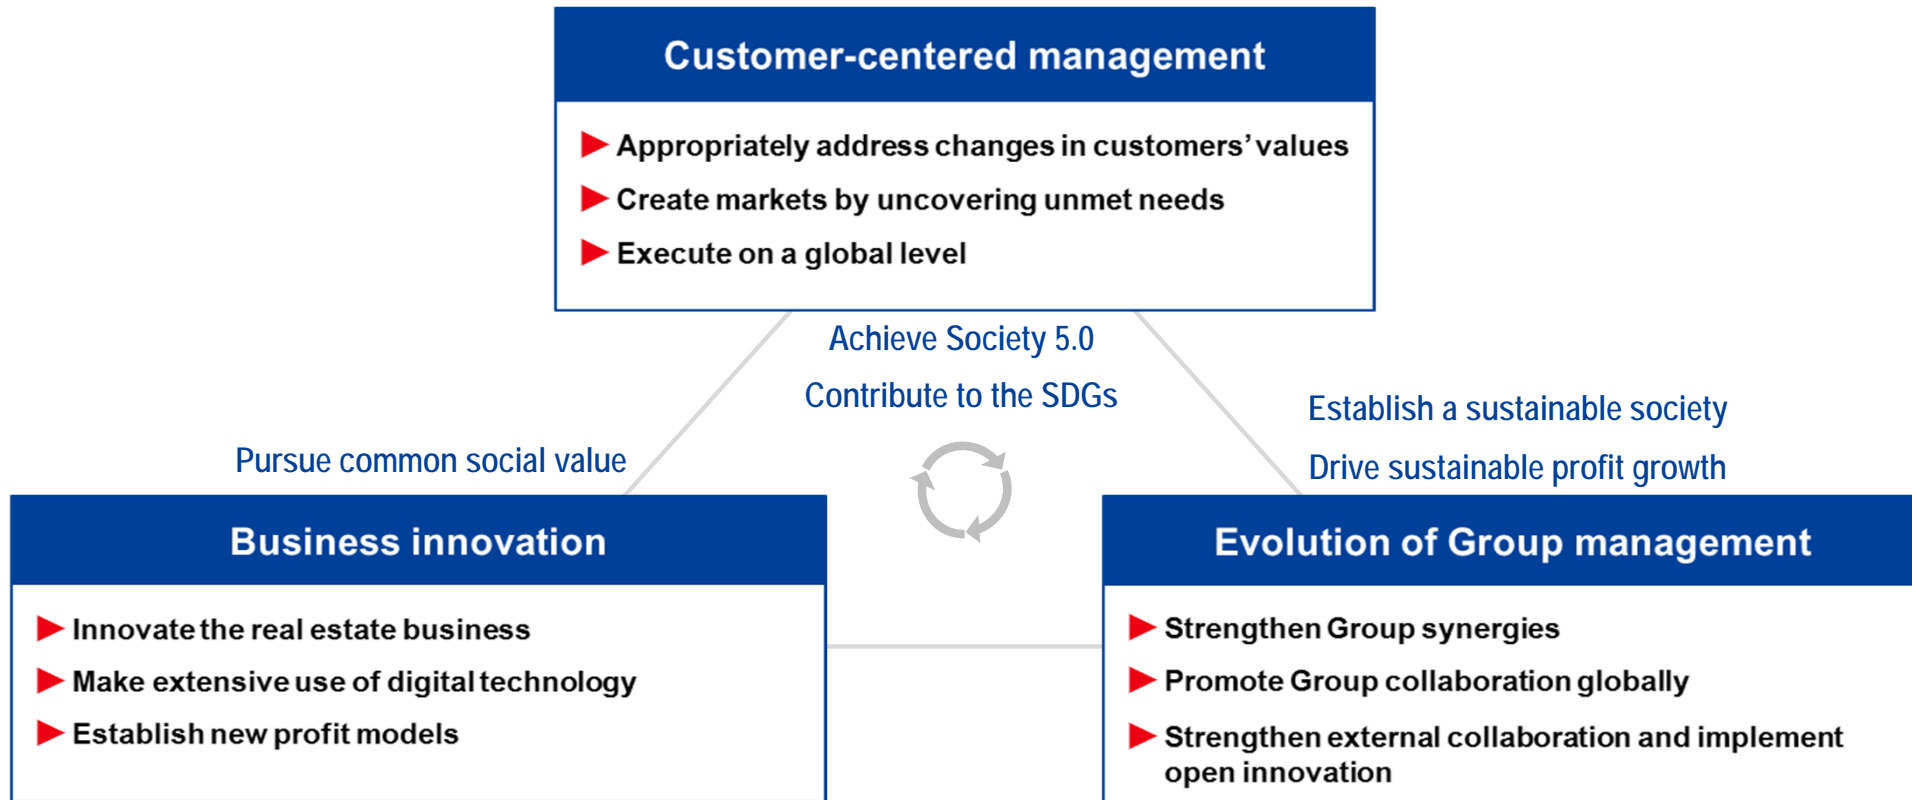 Customer-centered management
Appropriately address changes in customers’ values
Create markets by uncovering unmet needs
Execute on a global level
Achieve Society 5.0
Contribute to the SDGs
Establish a sustainable society
Drive sustainable profit growth
Pursue common social value
Business innovation
Innovate the real estate business
Make extensive use of digital technology
Establish new profit models
Evolution of Group management
Strengthen Group synergies
Promote Group collaboration globally
Strengthen external collaboration and implement
open innovation